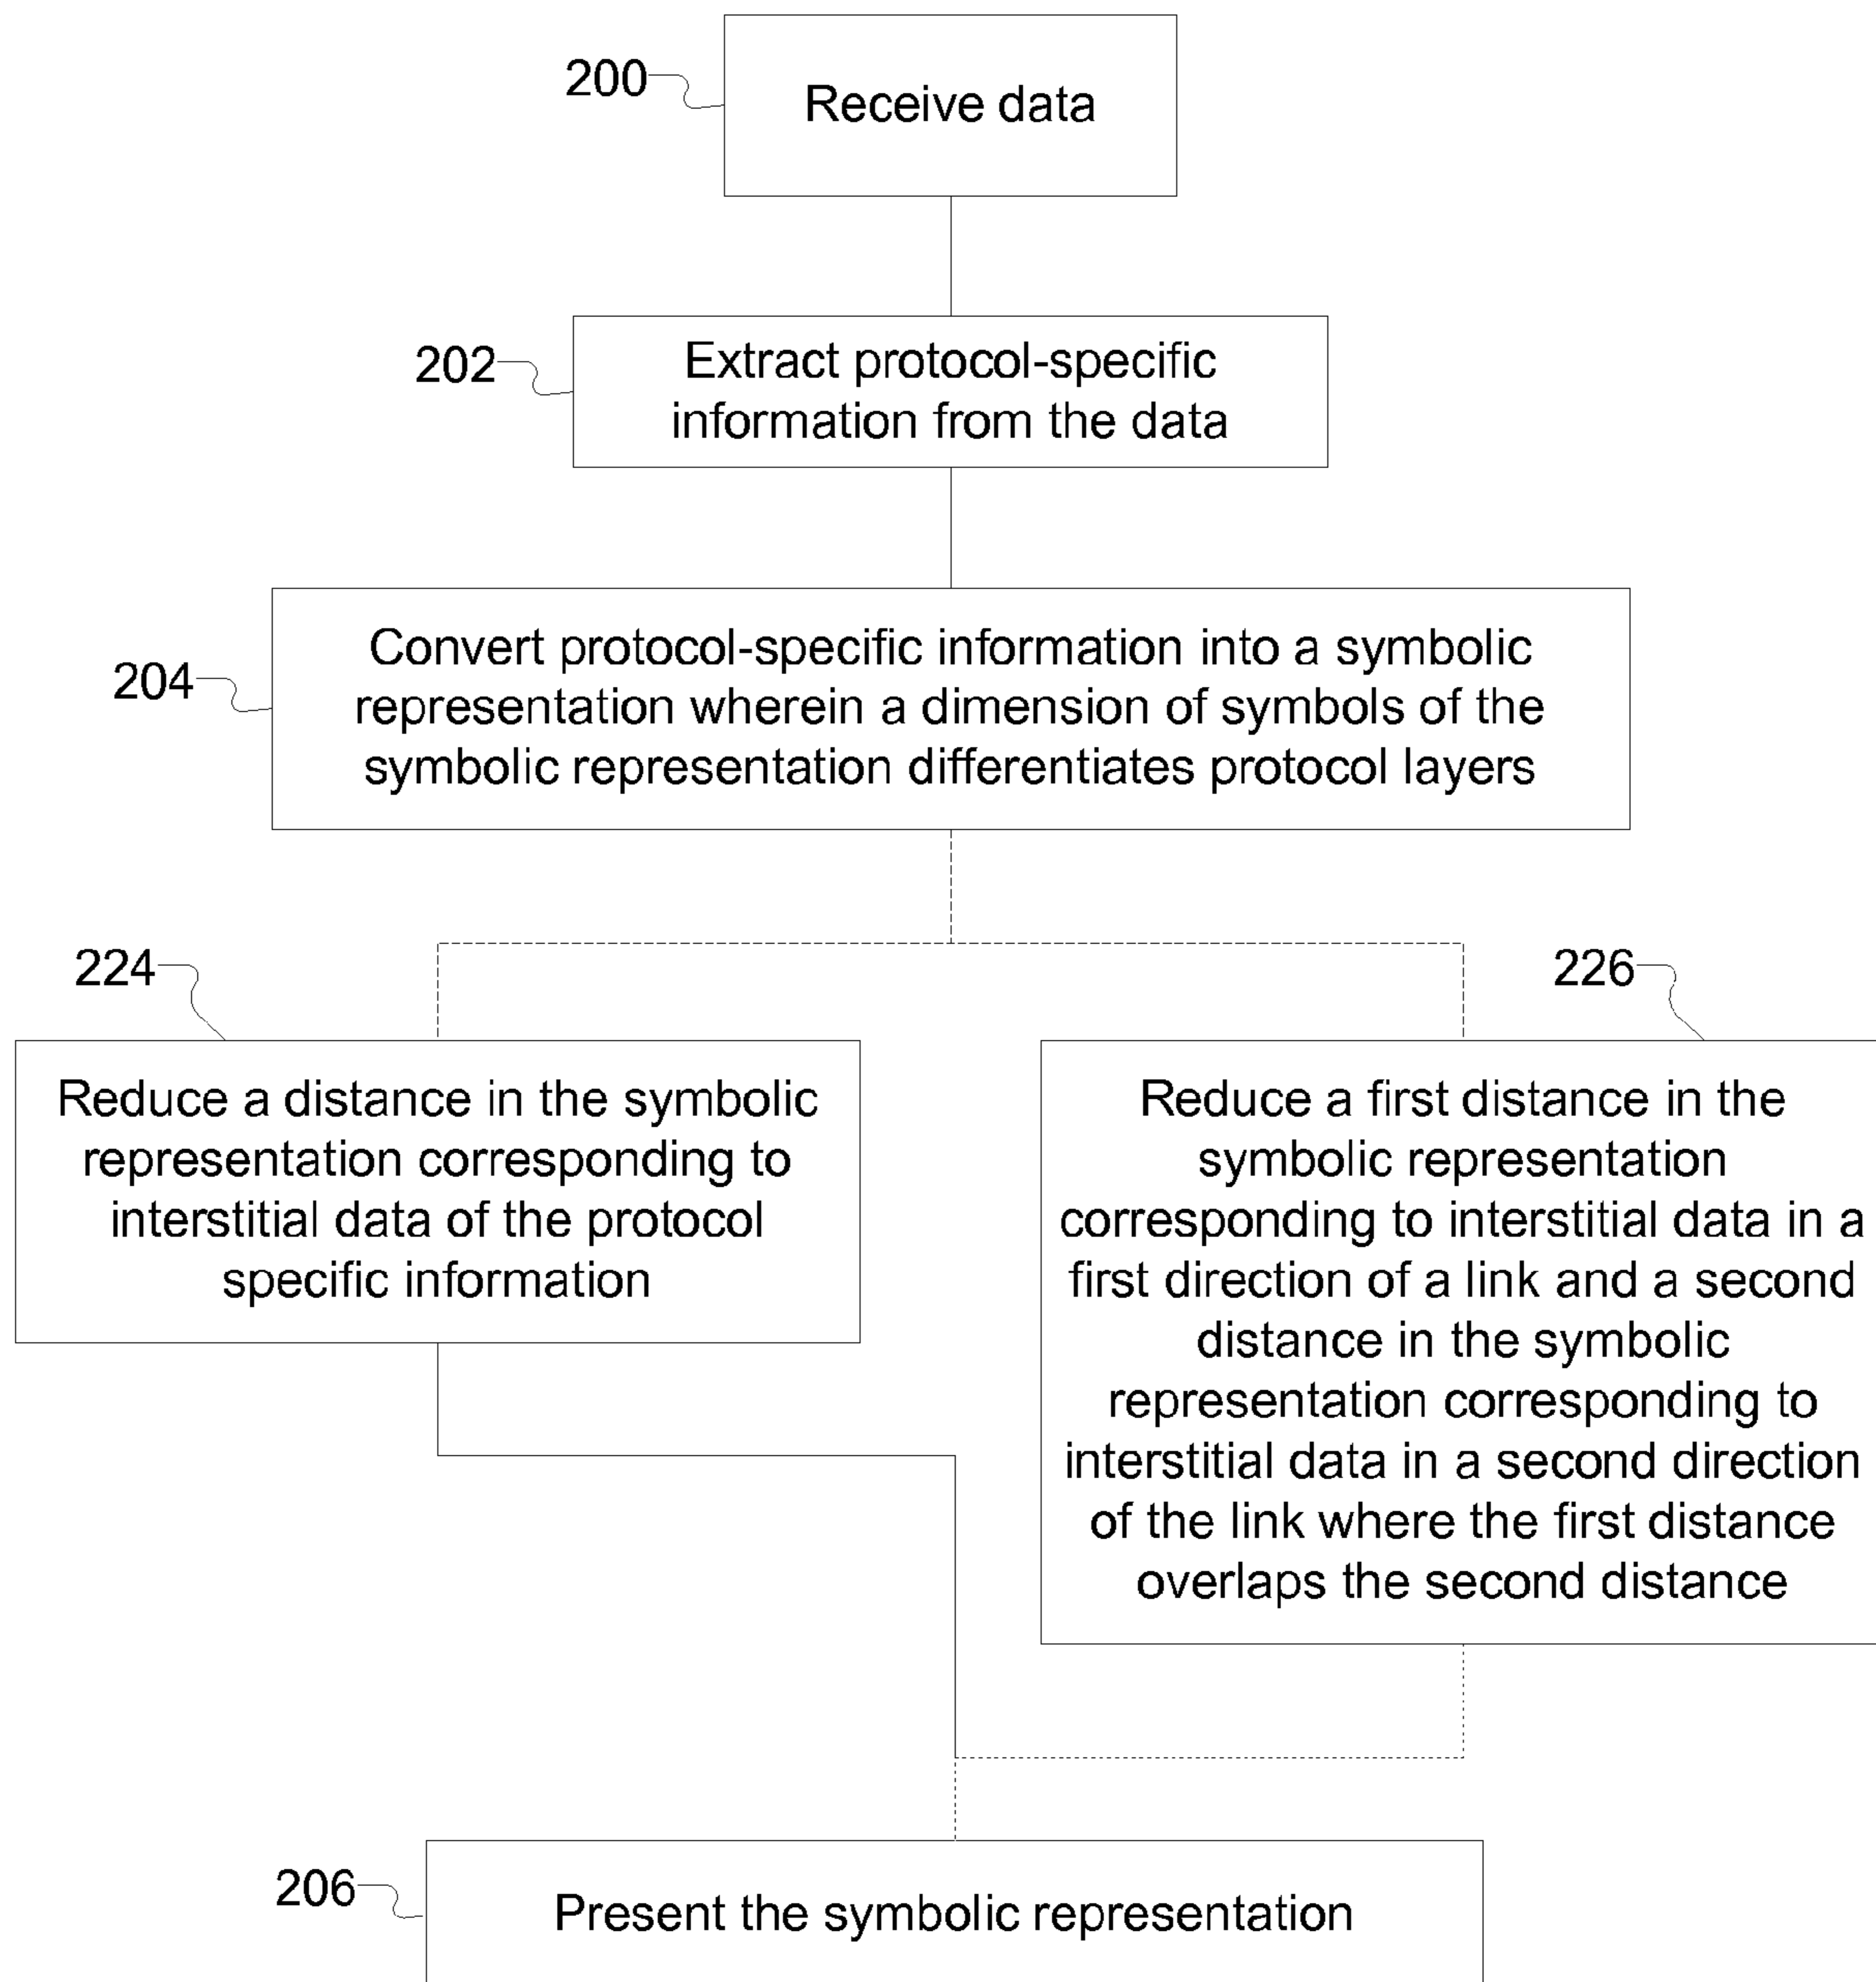 200
Receive data
202
Extract protocol-specific
information from the data
204
Convert protocol-specific information into a symbolic
representation wherein a dimension of symbols of the
symbolic representation differentiates protocol layers
224
Reduce a distance in the symbolic
representation corresponding to
interstitial data of the protocol
specific information
226
Reduce a first distance in the
symbolic representation
corresponding to interstitial data in a
first direction of a link and a second
distance in the symbolic
representation corresponding to
interstitial data in a second direction
of the link where the first distance
overlaps the second distance
206
Present the symbolic representation